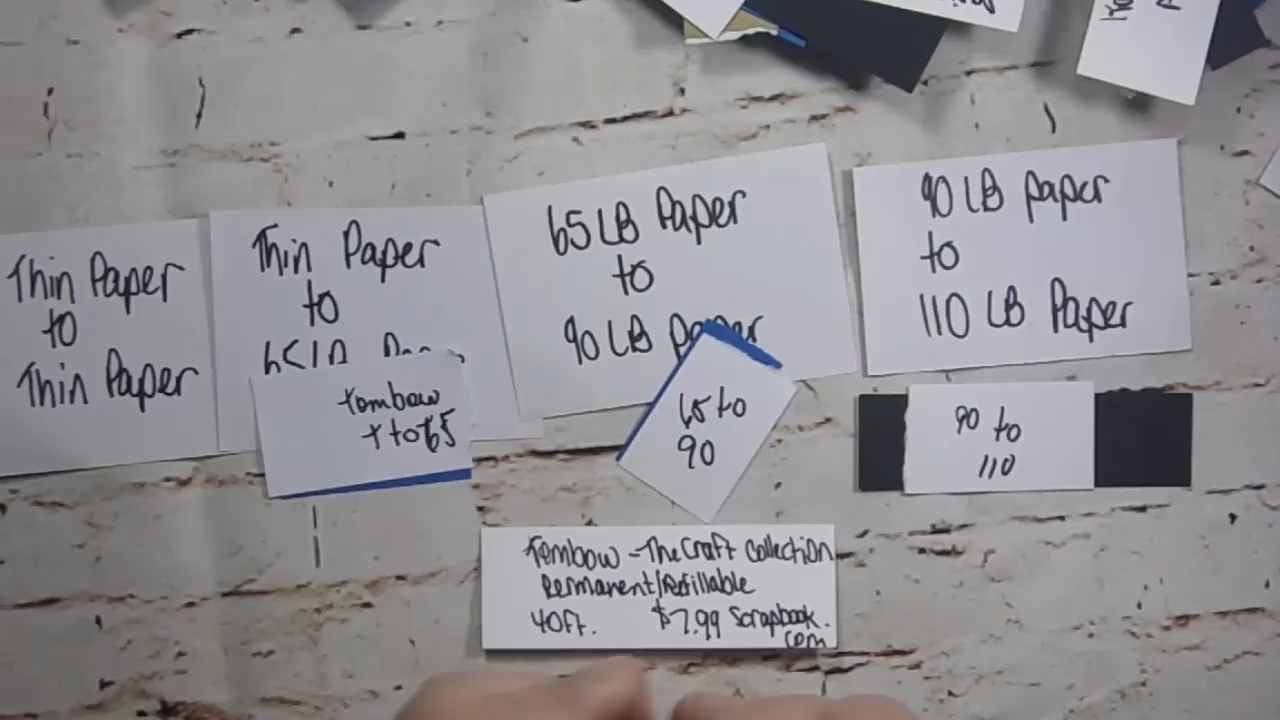 Thin Paper
to
Thin Paper
Thin Paper
to
65 LB Paper
to
90 LB Paper
90 LB paper
to
110 LB Paper
tombow
t to 65
65 to
90
90 to
110
Tombow - The Craft Collection
Permanent/Refillable
40ft. $7.99 Scrapbook.
com